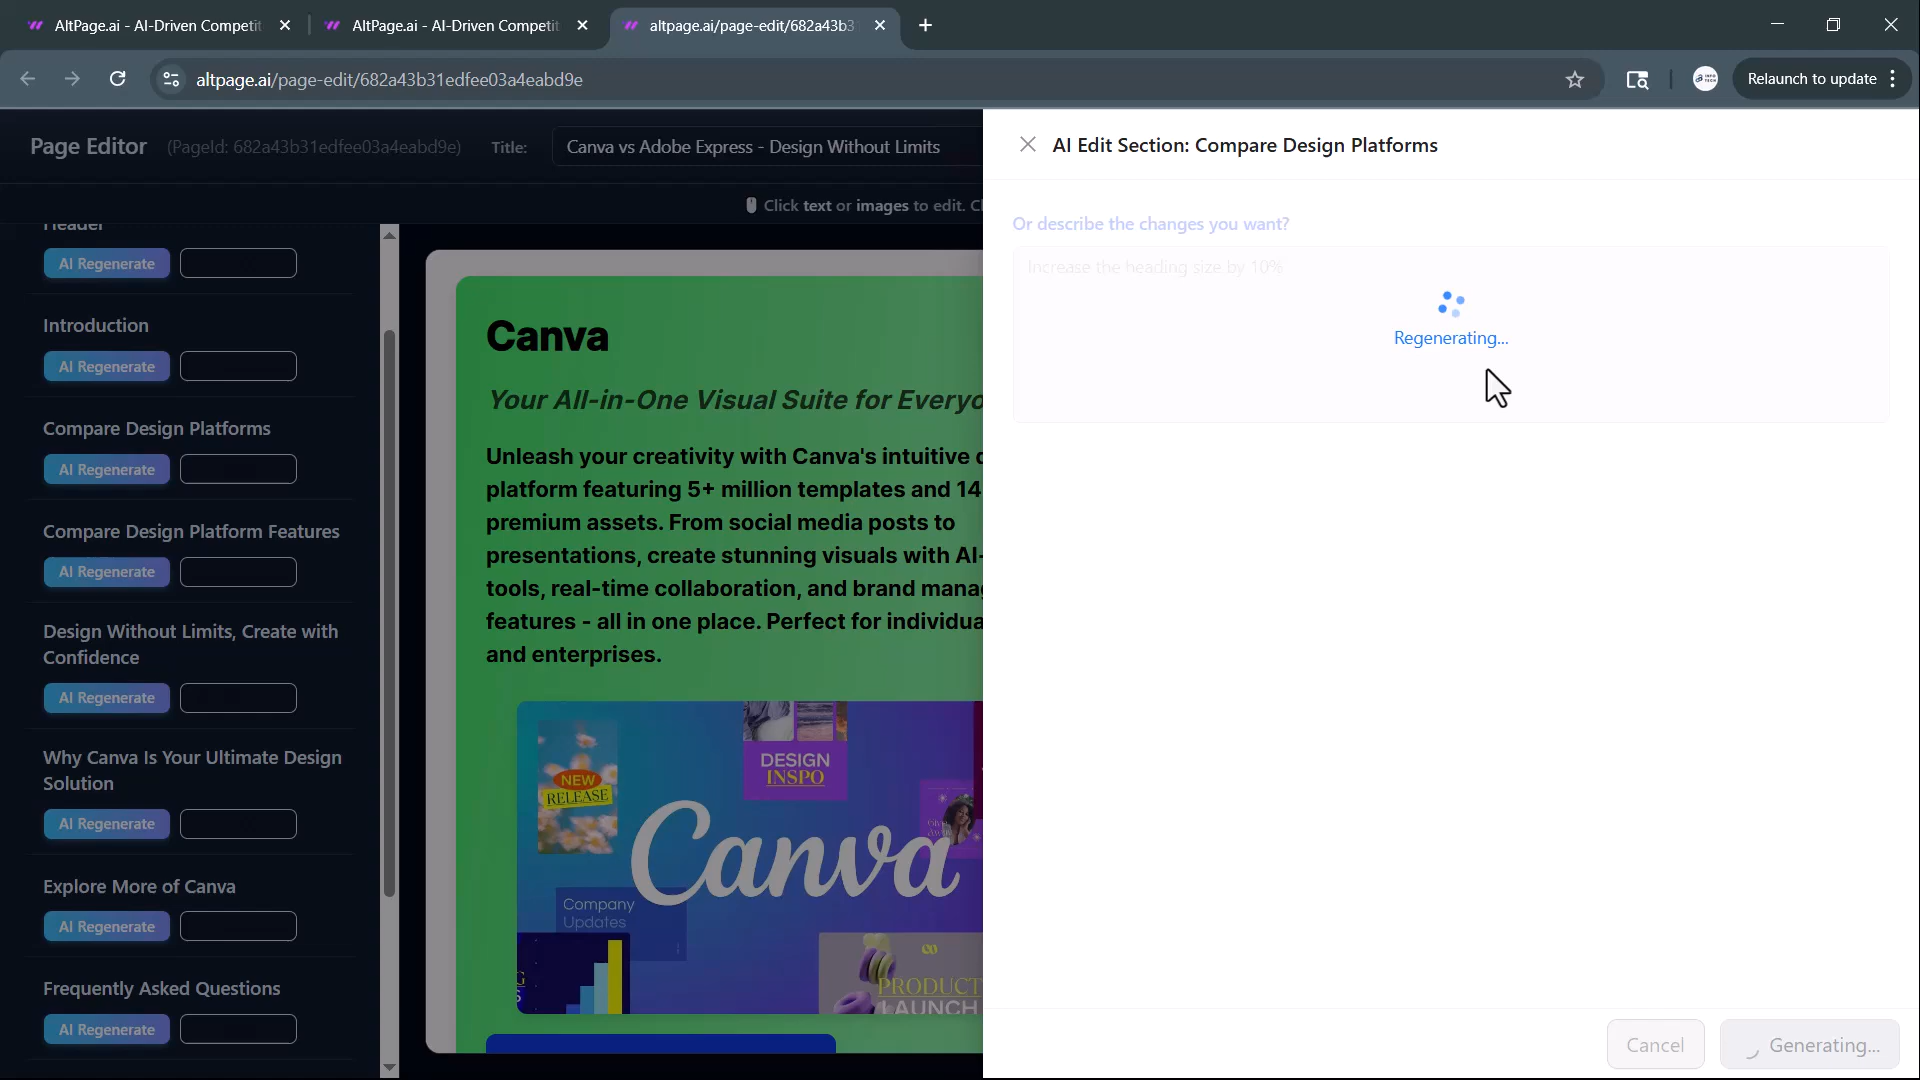 AltPage.ai - AI-Driven Competit
AltPage.ai - AI-Driven Competit
altpage.ai/page-edit/682a43b3
altpage.ai/page-edit/682a43b31edfee03a4eabd9e
Relaunch to update
Page Editor (PageId: 682a43b31edfee03a4eabd9e) Title: Canva vs Adobe Express - Design Without Limits
Click text or images to edit. Cl
Header
AI Regenerate
Introduction
AI Regenerate
Compare Design Platforms
AI Regenerate
Compare Design Platform Features
AI Regenerate
Design Without Limits, Create with
Confidence
AI Regenerate
Why Canva Is Your Ultimate Design
Solution
AI Regenerate
Explore More of Canva
AI Regenerate
Frequently Asked Questions
AI Regenerate
Canva
Your All-in-One Visual Suite for Everyo
Unleash your creativity with Canva's intuitive
platform featuring 5+ million templates and 14
premium assets. From social media posts to
presentations, create stunning visuals with AI-
tools, real-time collaboration, and brand mana
features - all in one place. Perfect for individua
and enterprises.
NEW
RELEASE
DESIGN
INSPO
Canva
Company
Updates
PRODUCT
LAUNCH
AI Edit Section: Compare Design Platforms
Or describe the changes you want?
Increase the heading size by 10%
Regenerating...
Cancel
Generating...